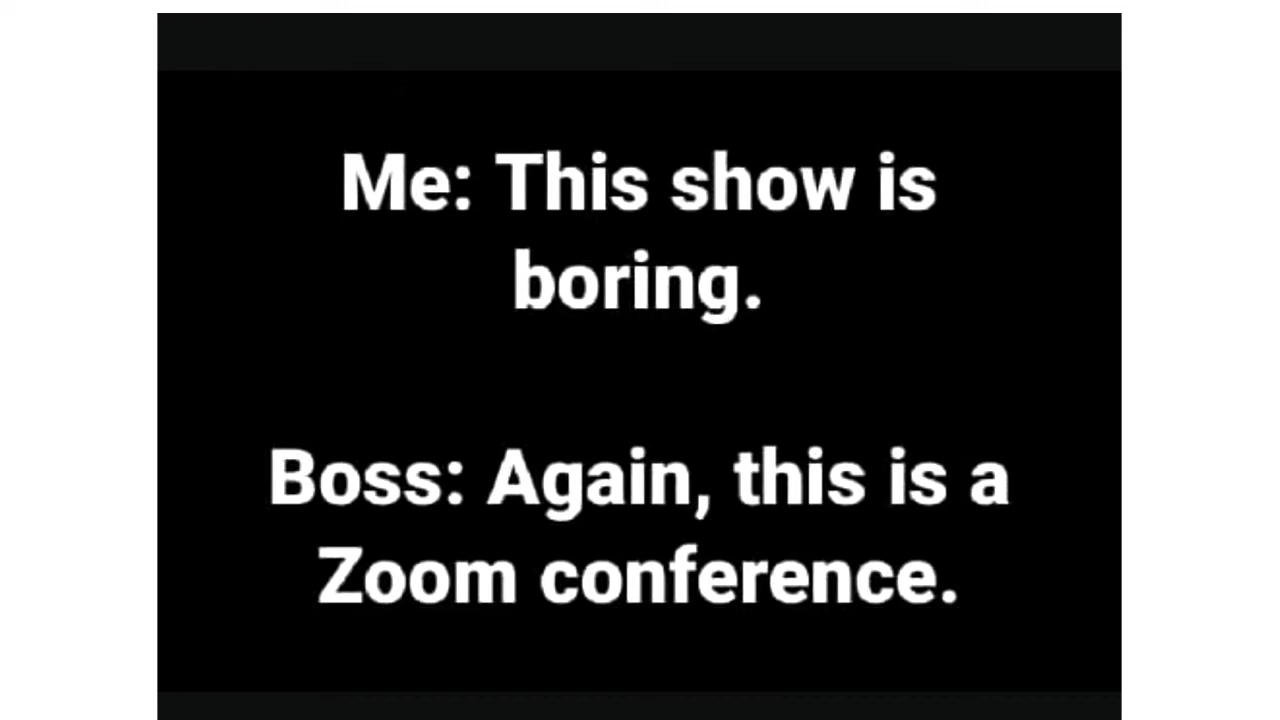 Me: This show is
boring.
Boss: Again, this is a
Zoom conference.